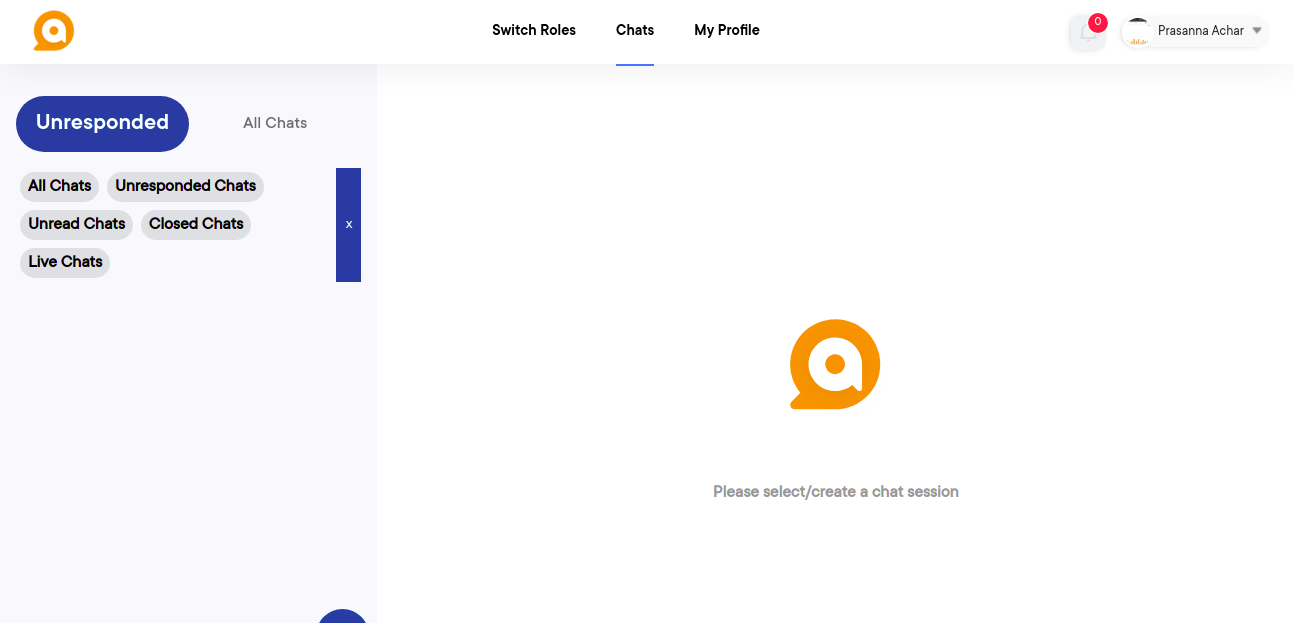 Switch Roles Chats My Profile 0 Prasanna Achar
Unresponded All Chats
All Chats Unresponded Chats
Unread Chats Closed Chats x
Live Chats
Please select/create a chat session